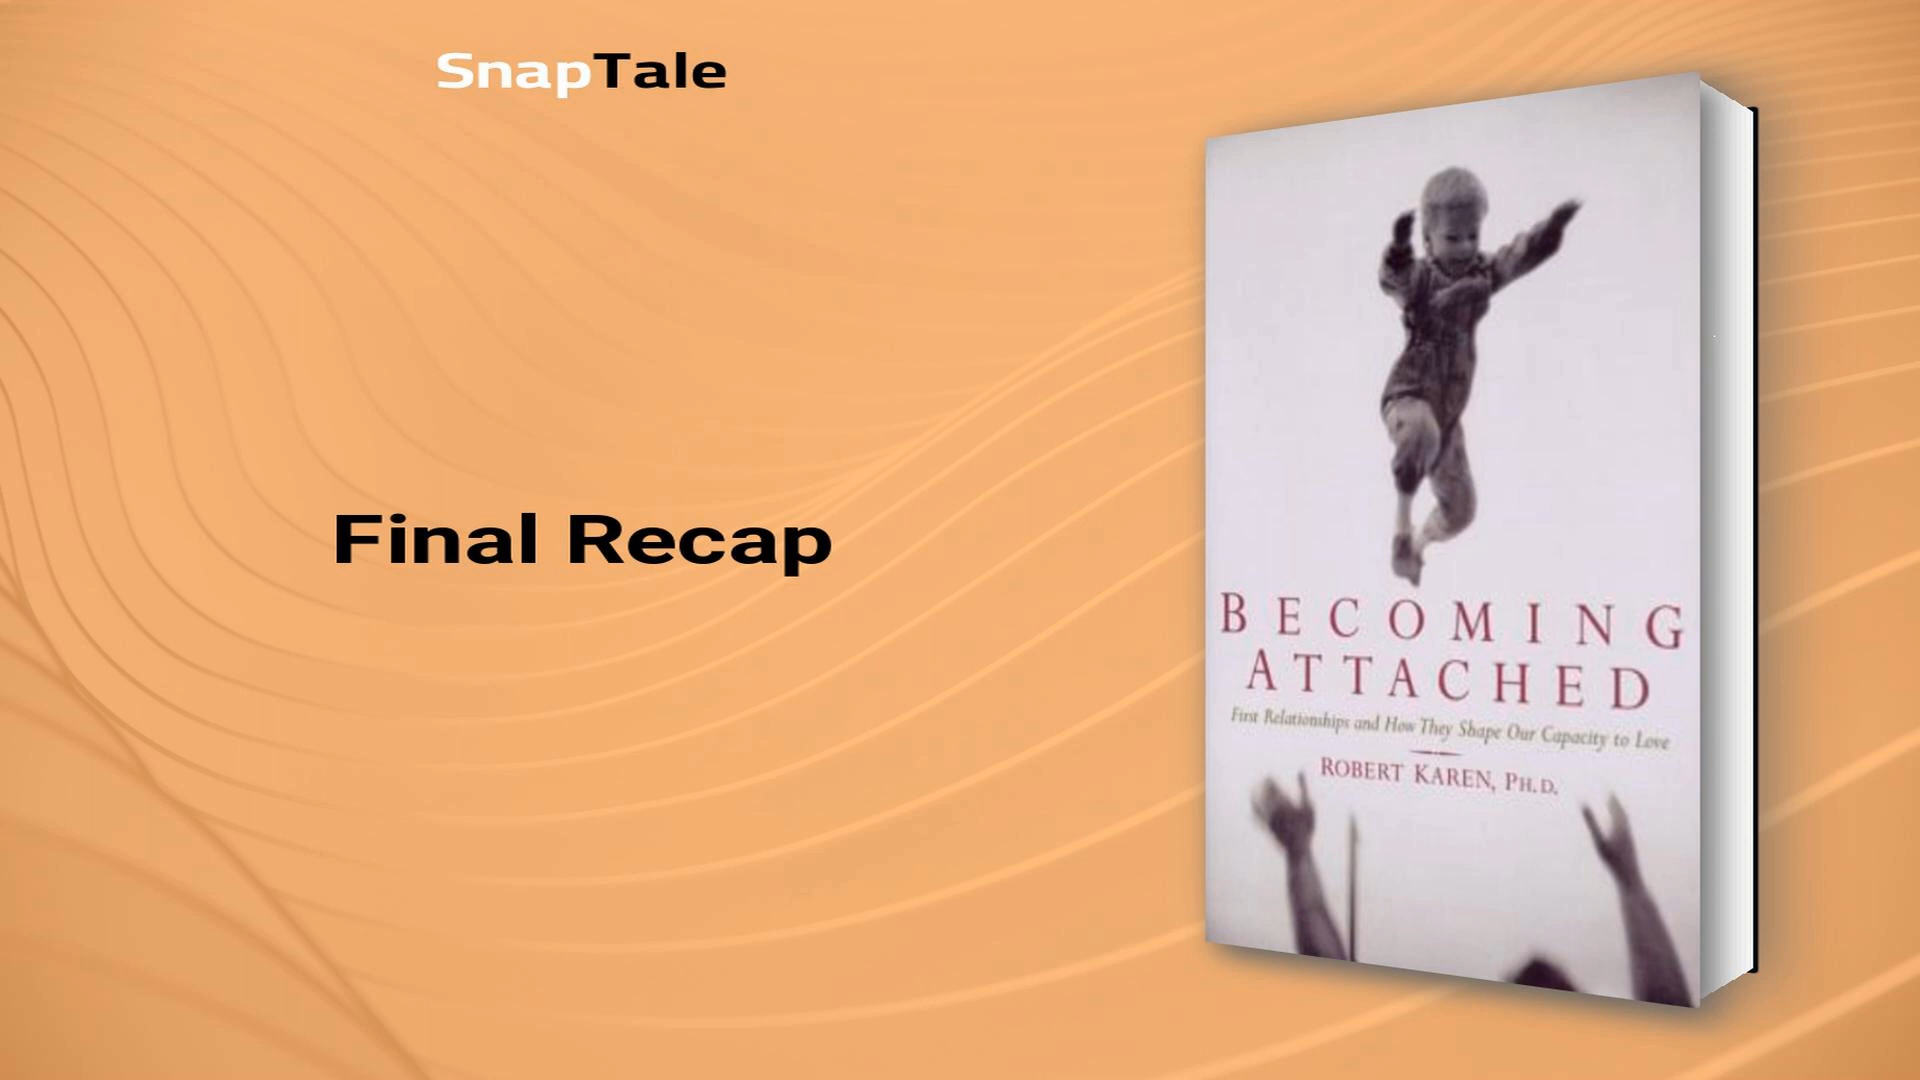 SnapTale
Final Recap
BECOMING
ATTACHED
First Relationships and How They Shape Our Capacity to Love
ROBERT KAREN, PH.D.